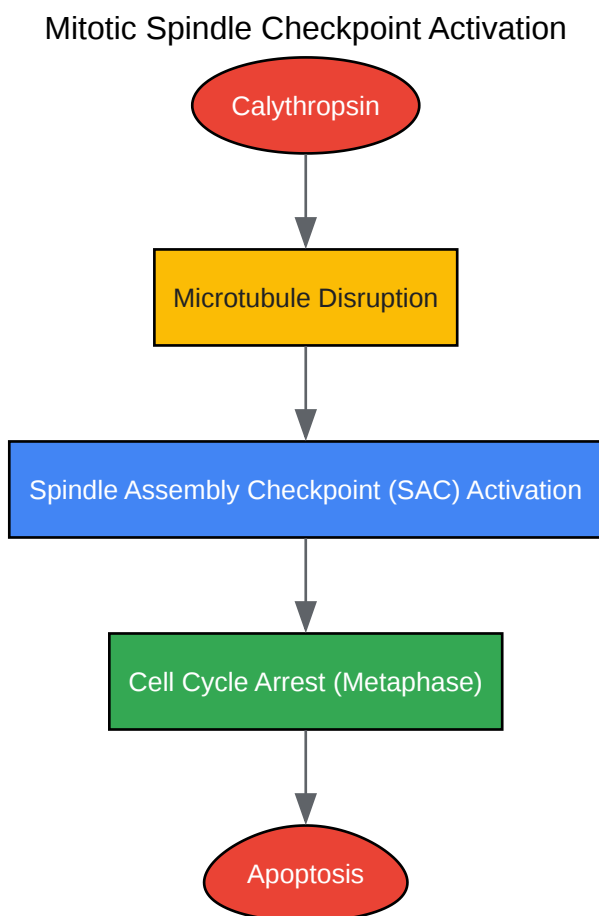 Mitotic Spindle Checkpoint Activation
Calythropsin
Microtubule Disruption
Spindle Assembly Checkpoint (SAC) Activation
Cell Cycle Arrest (Metaphase)
Apoptosis